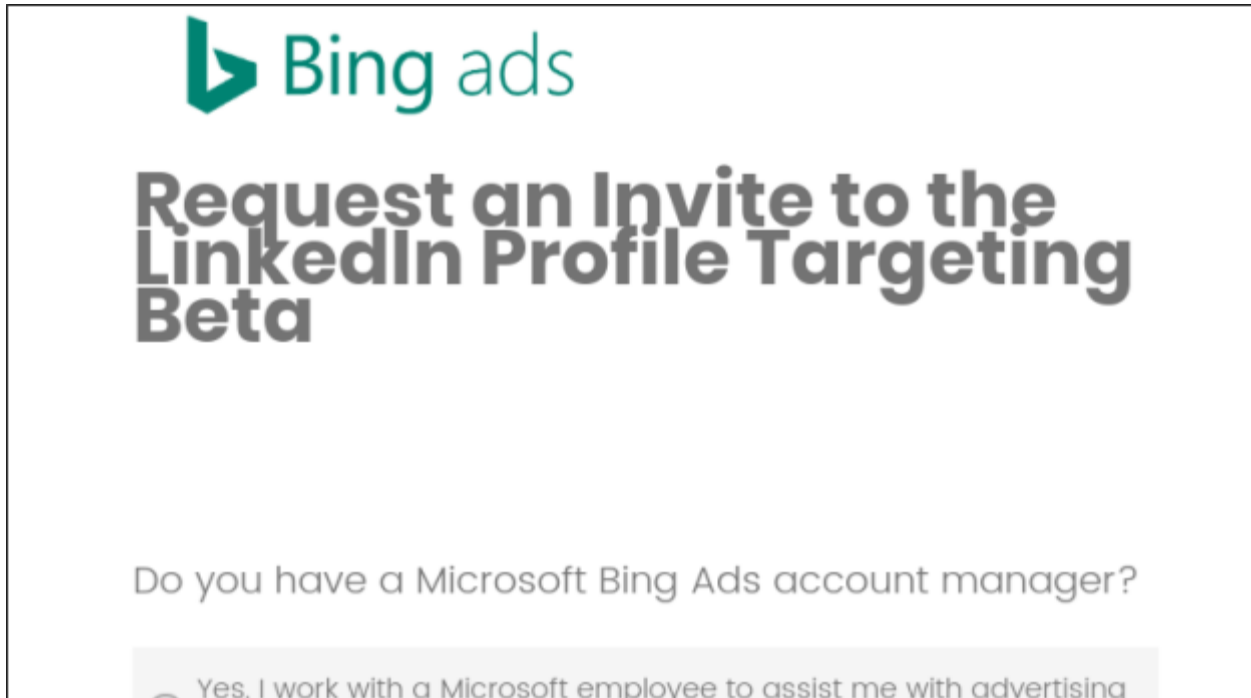 Bing ads
Request an Invite to the
LinkedIn Profile Targeting
Beta
Do you have a Microsoft Bing Ads account manager?
Yes, I work with a Microsoft employee to assist me with advertising